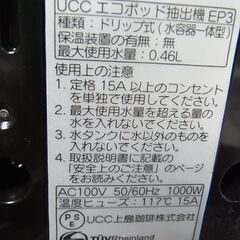 UCC エコポッド抽出機 EP3
種類：ドリップ式（水容器一体型）
保温装置の有無：無
最大使用水量：0.46L
使用上の注意
1. 定格 15A 以上のコンセント
を単独で使用してください。
2. 最大使用水量を超える量の
水を入れないでください。
3. 水タンクに水以外のものを
入れないでください。
4. 取扱説明書に記載の
「安全上のご注意」のページ
をお読みください。
AC100V 50/60Hz 1000W
温度ヒューズ：117℃ 15A
PSE
UCC上島珈琲株式会社
TÜVRheinland